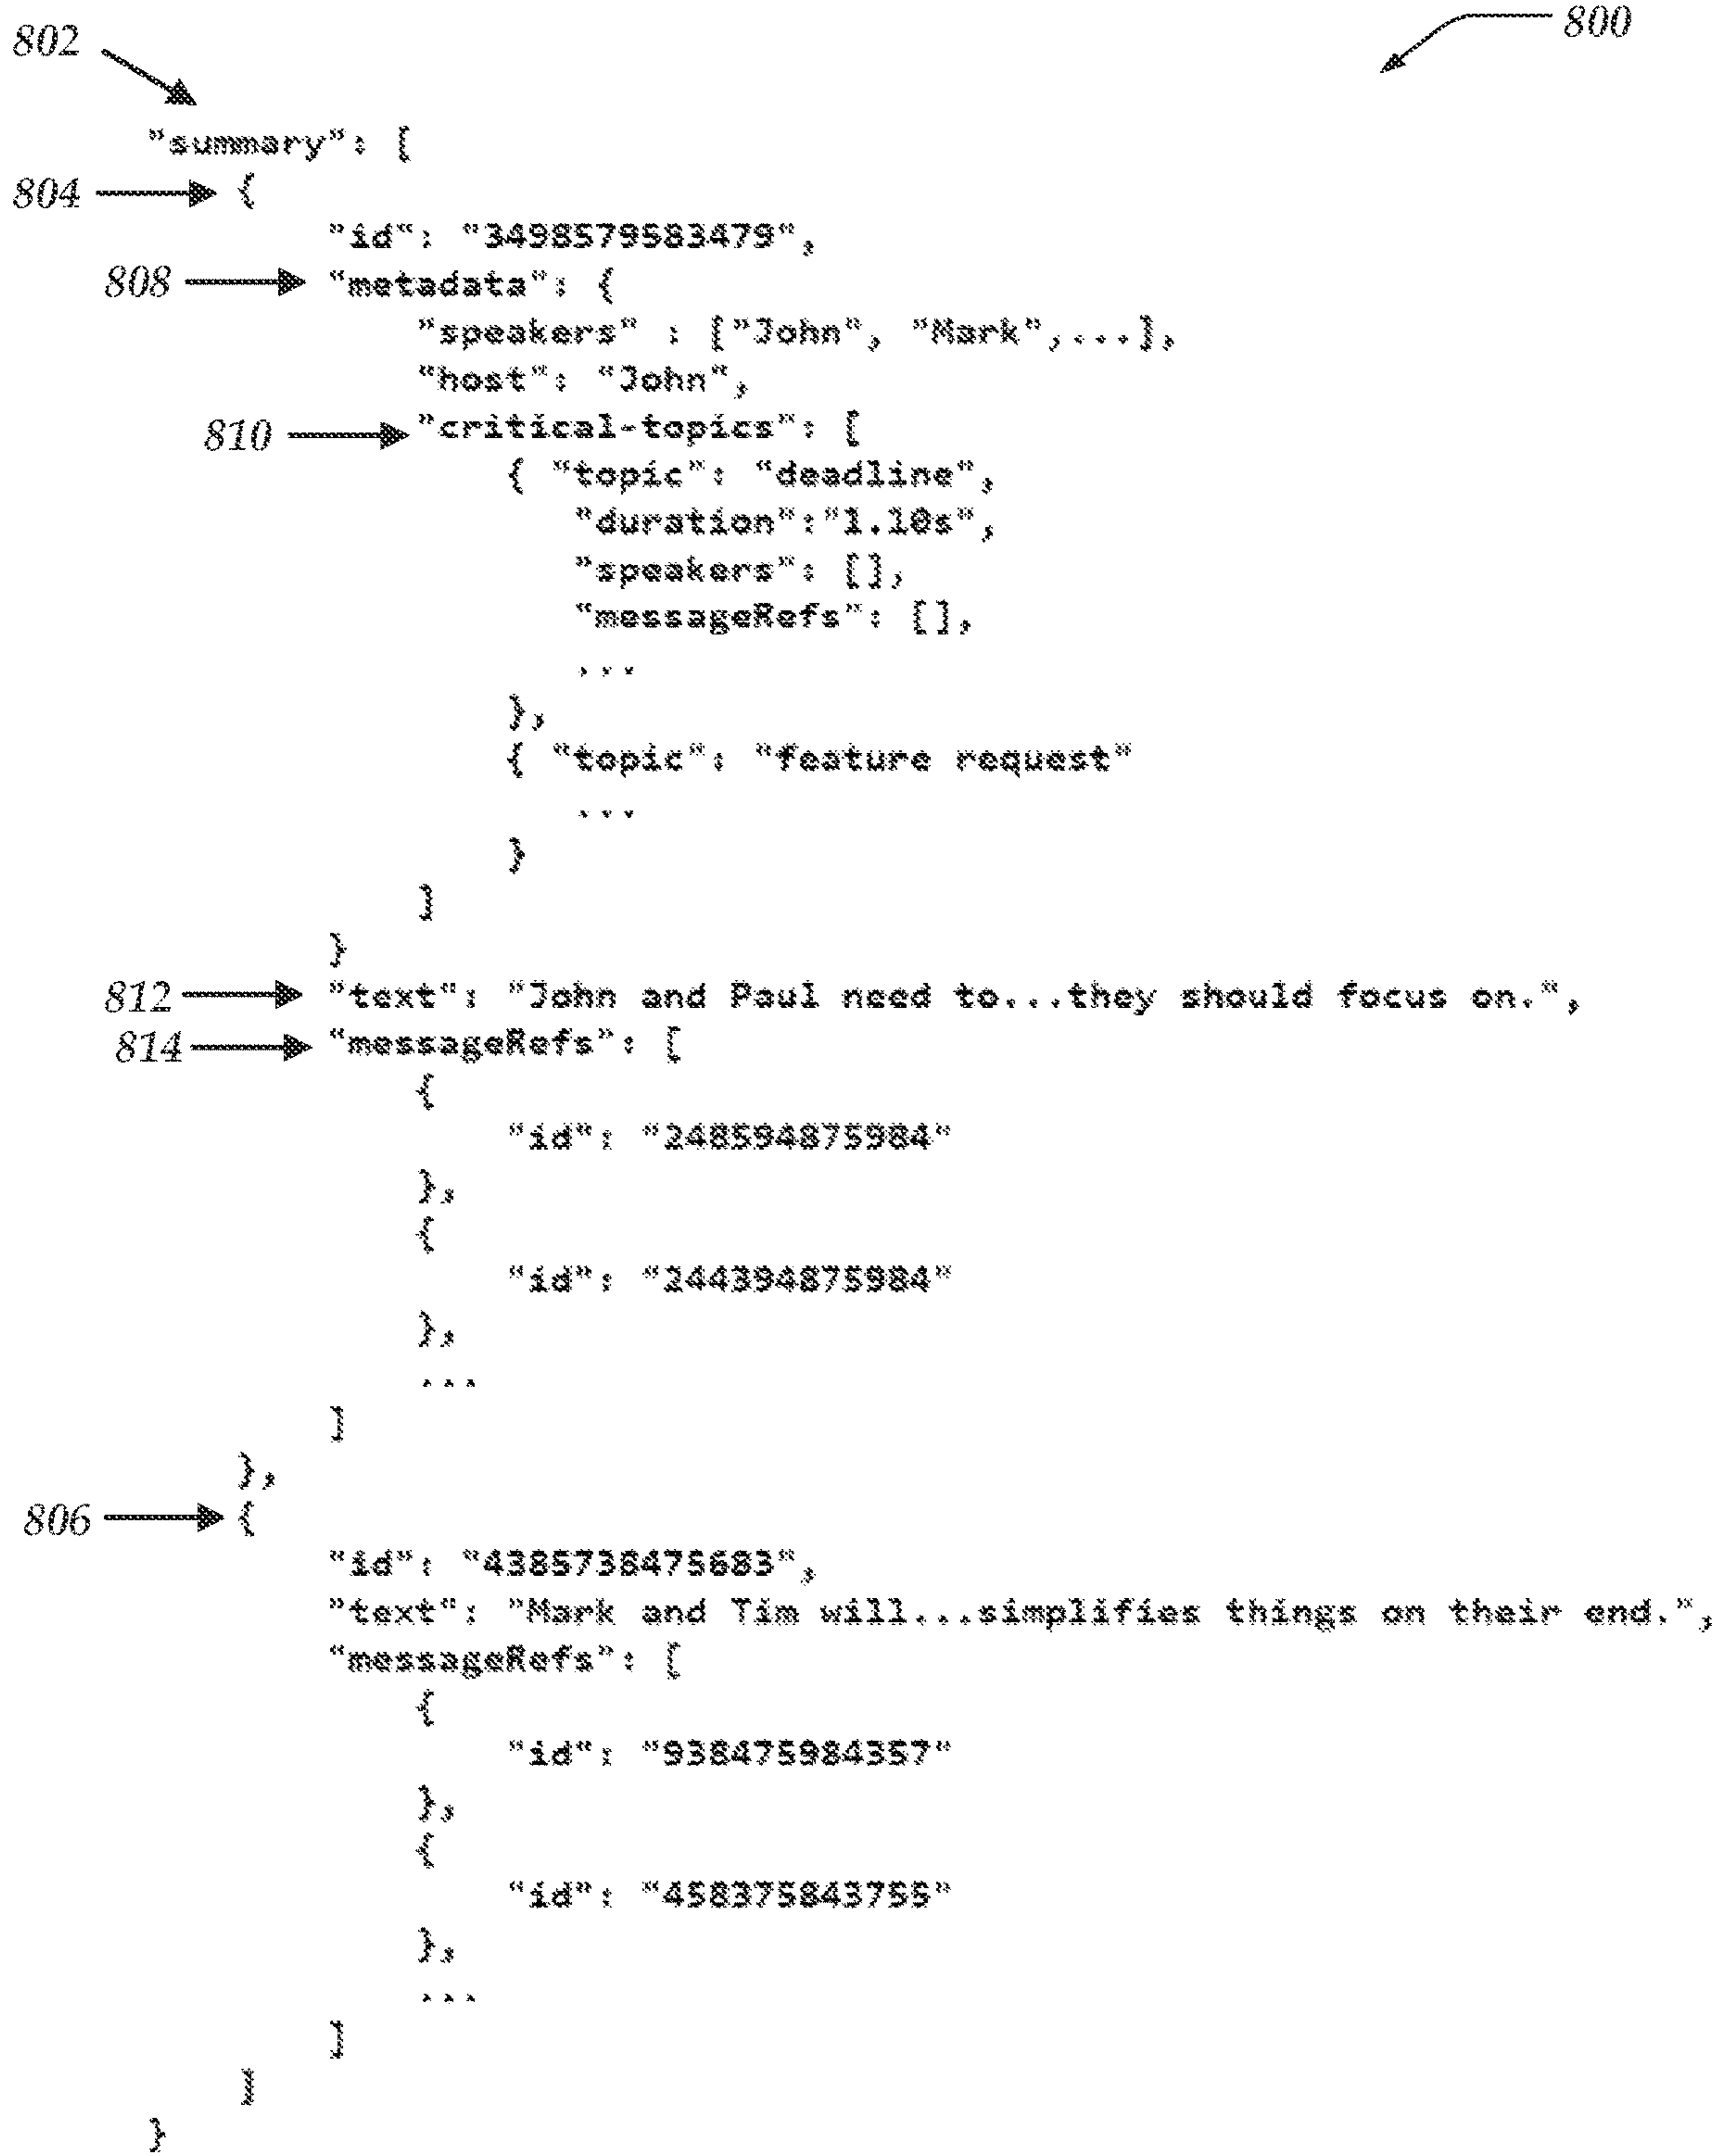 802
800
"summary": [
804 {
"id": "3498579583479",
808 "metadata": {
"speakers" : ["John", "Mark",...],
"host": "John",
810 "critical-topics": [
{ "topic": "deadline",
"duration":"1.10s",
"speakers": [],
"messageRefs": [],
...
},
{ "topic": "feature request"
...
}
]
}
812 "text": "John and Paul need to...they should focus on.",
814 "messageRefs": [
{
"id": "248594875984"
},
{
"id": "244394875984"
},
...
]
},
806 {
"id": "4385738475683",
"text": "Mark and Tim will...simplifies things on their end.",
"messageRefs": [
{
"id": "938475984357"
},
{
"id": "458375843755"
},
...
]
]
}